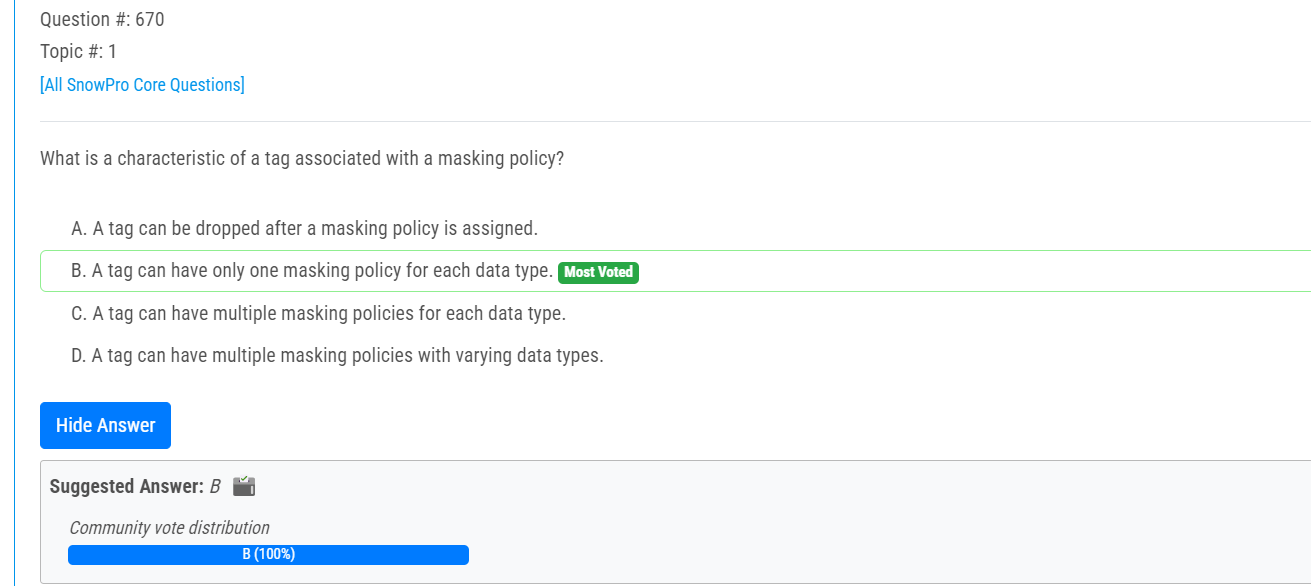 Question #: 670
Topic #: 1
[All SnowPro Core Questions]
What is a characteristic of a tag associated with a masking policy?
A. A tag can be dropped after a masking policy is assigned.
B. A tag can have only one masking policy for each data type. Most Voted
C. A tag can have multiple masking policies for each data type.
D. A tag can have multiple masking policies with varying data types.
Hide Answer
Suggested Answer: B
Community vote distribution
B (100%)